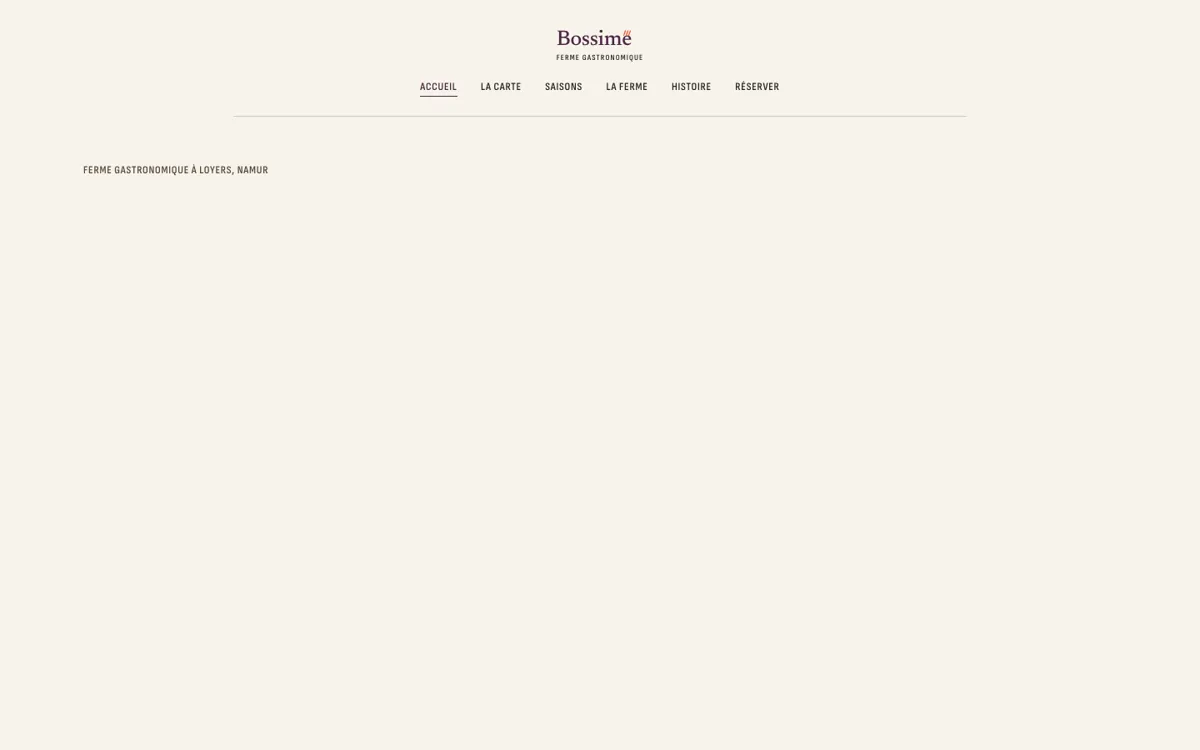 Bossimé
FERME GASTRONOMIQUE
ACCUEIL LA CARTE SAISONS LA FERME HISTOIRE RÉSERVER
FERME GASTRONOMIQUE À LOYERS, NAMUR